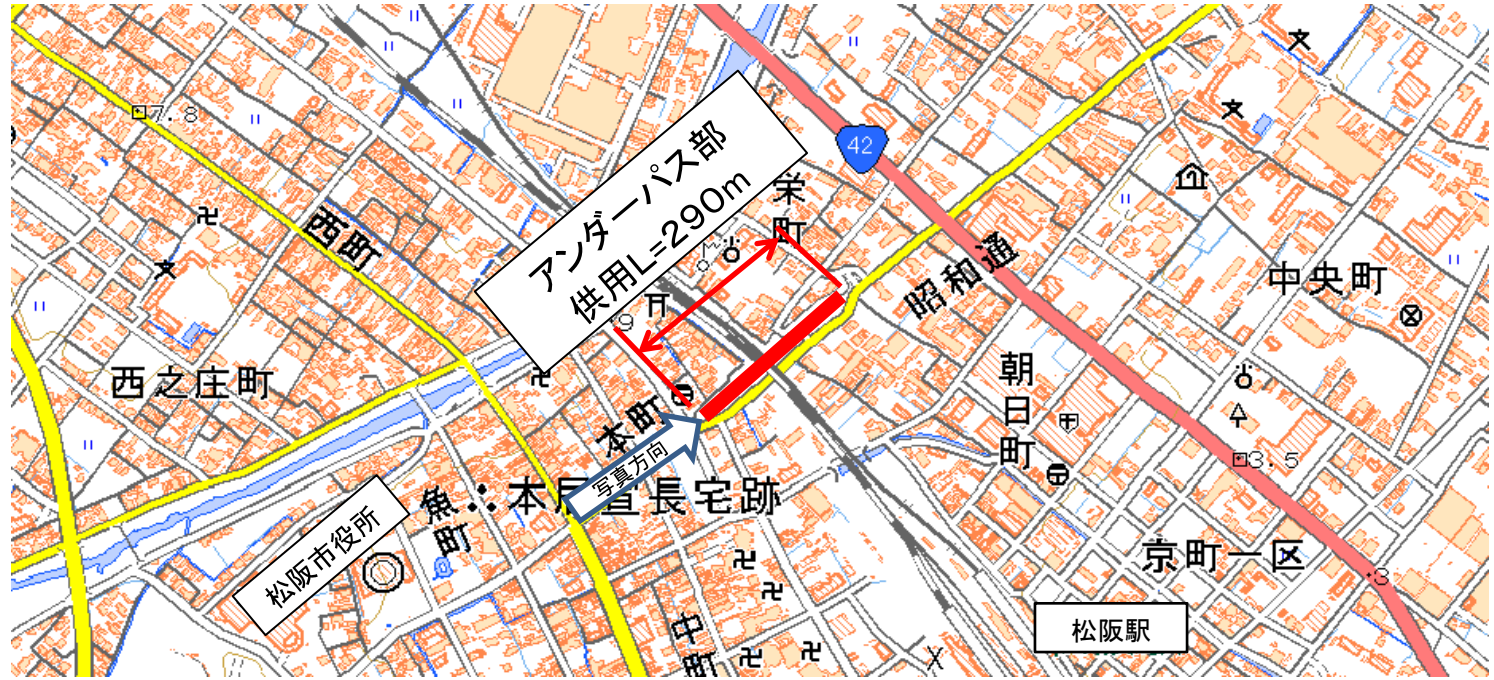 7.8
42
栄町
アンダーパス部
供用L=290m
西町
昭和通
中央町
9
西之庄町
本町
朝日町
写真方向
3.5
魚町
本居宣長宅跡
松阪市役所
京町一区
3
中町
松阪駅